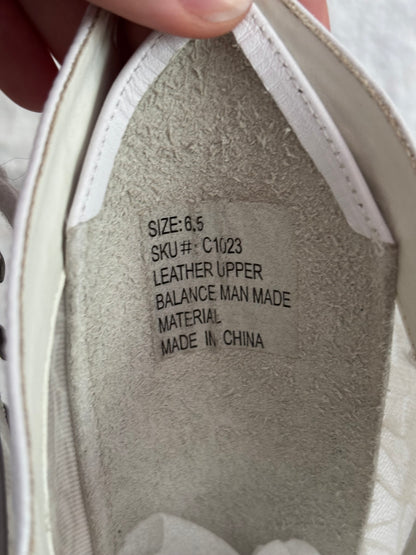 SIZE: 6.5
SKU#: C1023
LEATHER UPPER
BALANCE MAN MADE
MATERIAL
MADE IN CHINA